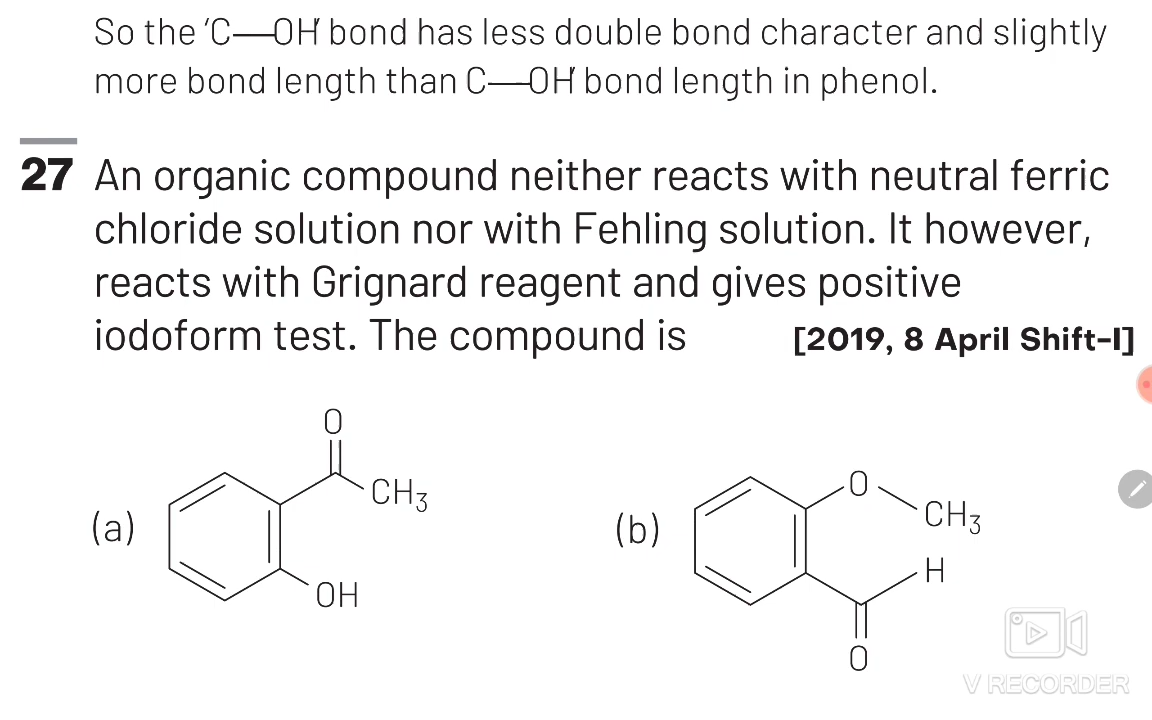 So the ‘C—OH’ bond has less double bond character and slightly
more bond length than C—OH’ bond length in phenol.
27 An organic compound neither reacts with neutral ferric
chloride solution nor with Fehling solution. It however,
reacts with Grignard reagent and gives positive
iodoform test. The compound is [2019, 8 April Shift-I]
(a)
O
CH3
OH
(b)
O
CH3
H
O
V RECORDER